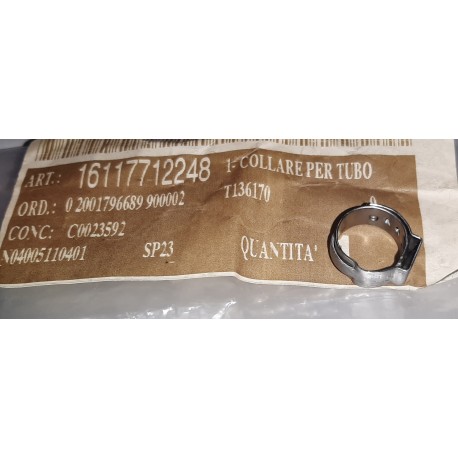 ART.: 16117712248 1- COLLARE PER TUBO
T136170
ORD.: 0 2001796689 900002
CONC: C0023592
N04005110401 SP23 QUANTITA'